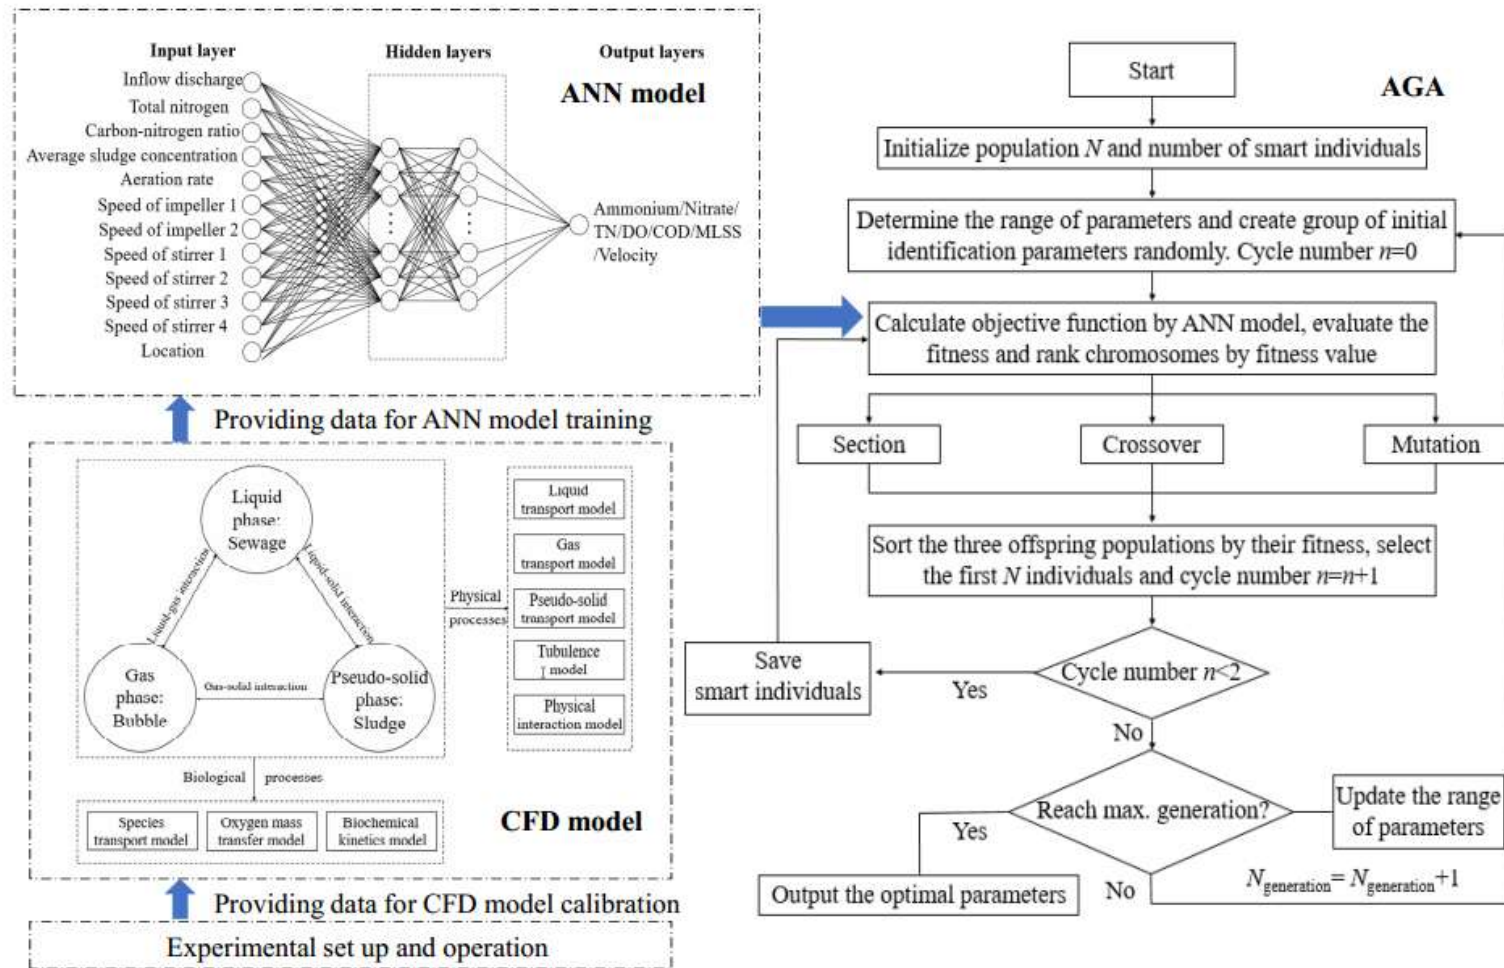 Input layer
Hidden layers
Output layers
ANN model
Inflow discharge
Total nitrogen
Carbon-nitrogen ratio
Average sludge concentration
Aeration rate
Speed of impeller 1
Speed of impeller 2
Speed of stirrer 1
Speed of stirrer 2
Speed of stirrer 3
Speed of stirrer 4
Location
Ammonium/Nitrate/
TN/DO/COD/MLSS
/Velocity
Providing data for ANN model training
Liquid
phase:
Sewage
Liquid-gas interaction
Liquid-solid interaction
Gas
phase:
Bubble
Gas-solid interaction
Pseudo-solid
phase:
Sludge
Physical
processes
Liquid
transport model
Gas
transport model
Pseudo-solid
transport model
Tubulence
model
Physical
interaction model
Biological processes
Species
transport model
Oxygen mass
transfer model
Biochemical
kinetics model
CFD model
Providing data for CFD model calibration
Experimental set up and operation
AGA
Start
Initialize population N and number of smart individuals
Determine the range of parameters and create group of initial
identification parameters randomly. Cycle number n=0
Calculate objective function by ANN model, evaluate the
fitness and rank chromosomes by fitness value
Section
Crossover
Mutation
Sort the three offspring populations by their fitness, select
the first N individuals and cycle number n=n+1
Save
smart individuals
Yes
Cycle number n<2
No
Reach max. generation?
Update the range
of parameters
Yes
Output the optimal parameters
No
Ngeneration= Ngeneration+1